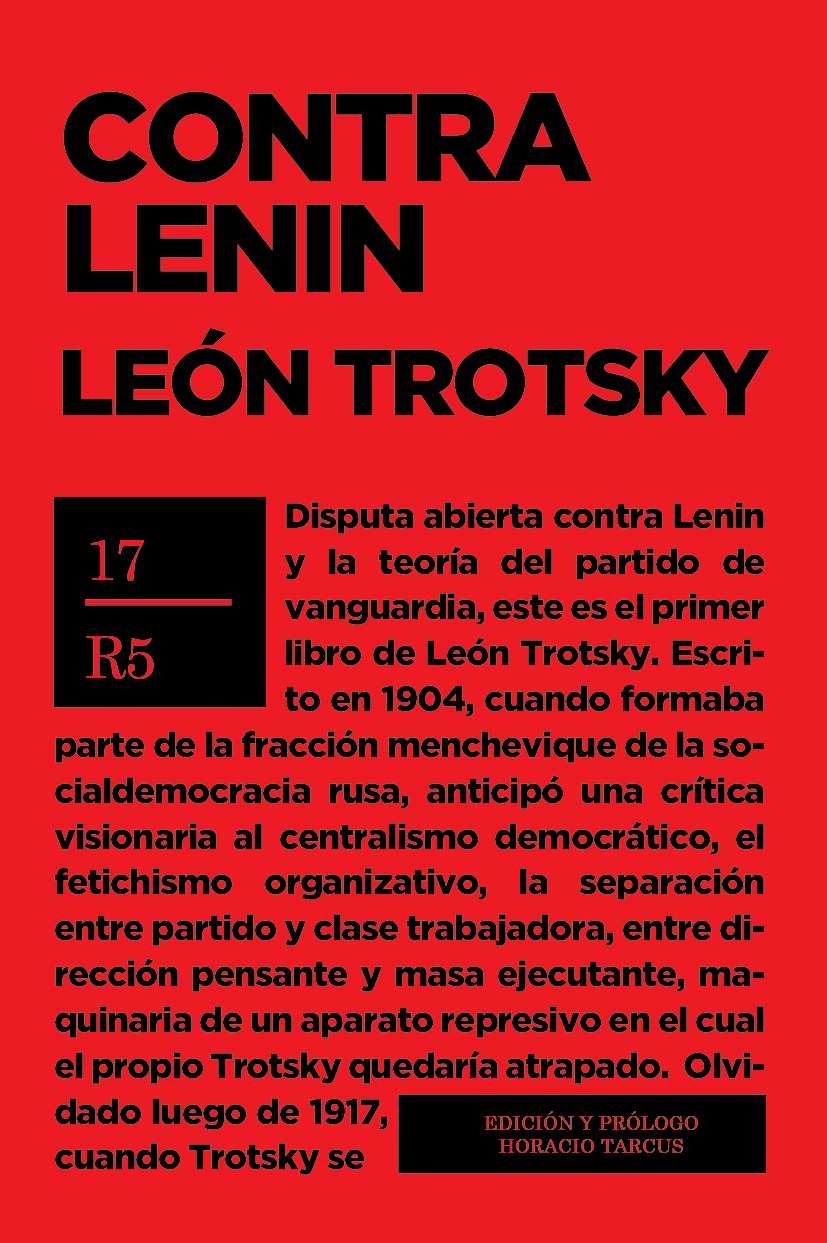 CONTRA
LENIN
LEÓN TROTSKY
17
R5
Disputa abierta contra Lenin
y la teoría del partido de
vanguardia, este es el primer
libro de León Trotsky. Escri-
to en 1904, cuando formaba
parte de la fracción menchevique de la so-
cialdemocracia rusa, anticipó una crítica
visionaria al centralismo democrático, el
fetichismo organizativo, la separación
entre partido y clase trabajadora, entre di-
rección pensante y masa ejecutante, ma-
quinaria de un aparato represivo en el cual
el propio Trotsky quedaría atrapado. Olvi-
dado luego de 1917,
cuando Trotsky se
EDICIÓN Y PRÓLOGO
HORACIO TARCUS